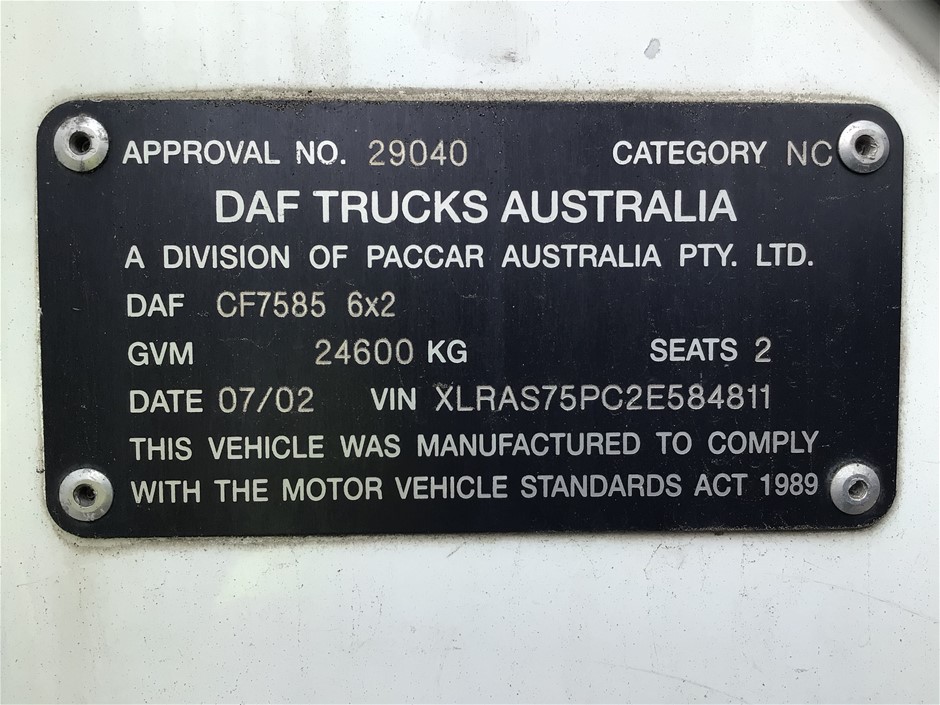 APPROVAL NO. 29040 CATEGORY NC
DAF TRUCKS AUSTRALIA
A DIVISION OF PACCAR AUSTRALIA PTY. LTD.
DAF CF7585 6x2
GVM 24600 KG SEATS 2
DATE 07/02 VIN XLRAS75PC2E584811
THIS VEHICLE WAS MANUFACTURED TO COMPLY
WITH THE MOTOR VEHICLE STANDARDS ACT 1989